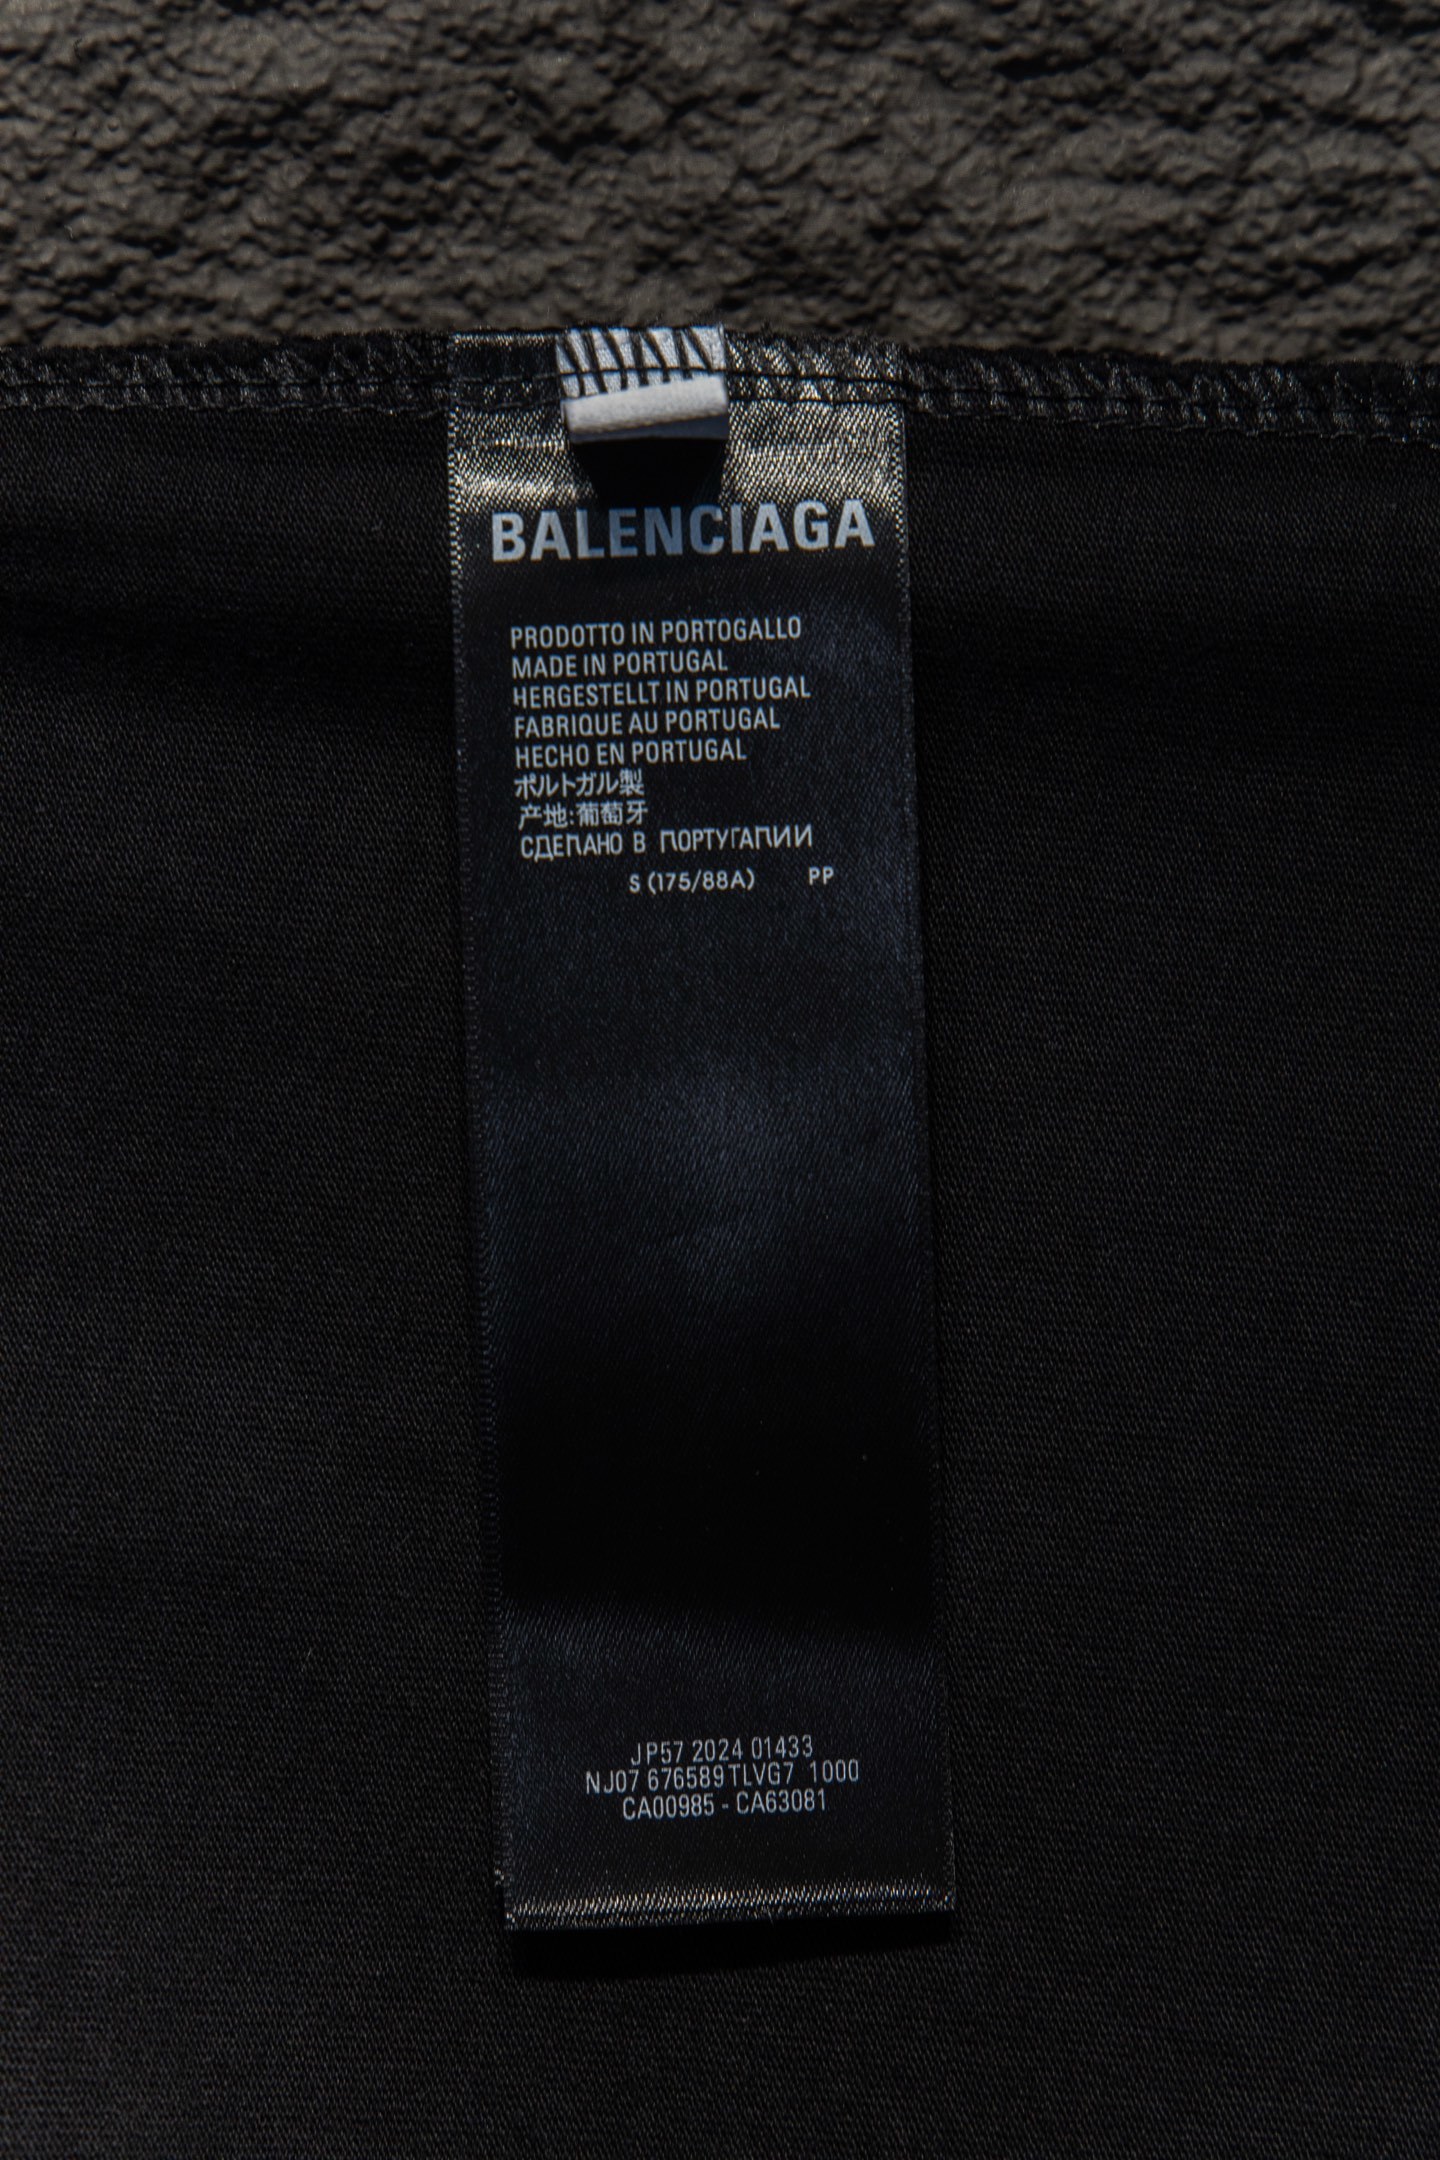 BALENCIAGA
PRODOTTO IN PORTOGALLO
MADE IN PORTUGAL
HERGESTELLT IN PORTUGAL
FABRIQUE AU PORTUGAL
HECHO EN PORTUGAL
ポルトガル製
产地:葡萄牙
СДЕПАНО В ПОРТУГАПИИ
S (175/88A) PP
JP57 2024 01433
NJ07 676589TLVG7 1000
CA00985 - CA63081